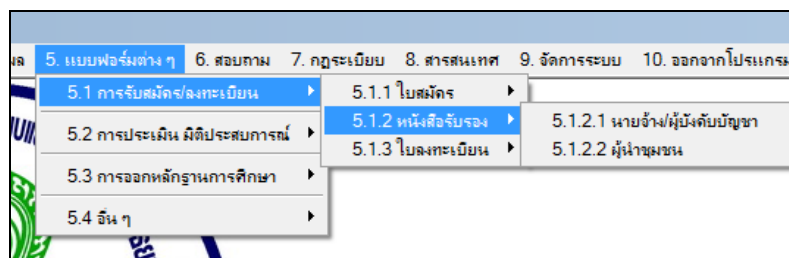 5. แบบฟอร์มต่าง ๆ 6. สอบถาม 7. กฎระเบียบ 8. สารสนเทศ 9. จัดการระบบ 10. ออกจากโปรแกรม
5.1 การรับสมัคร/ลงทะเบียน
5.1.1 ใบสมัคร
5.1.2 หนังสือรับรอง
5.1.2.1 นายจ้าง/ผู้บังคับบัญชา
5.2 การประเมิน มิติประสบการณ์
5.1.3 ใบลงทะเบียน
5.1.2.2 ผู้นำชุมชน
5.3 การออกหลักฐานการศึกษา
5.4 อื่น ๆ